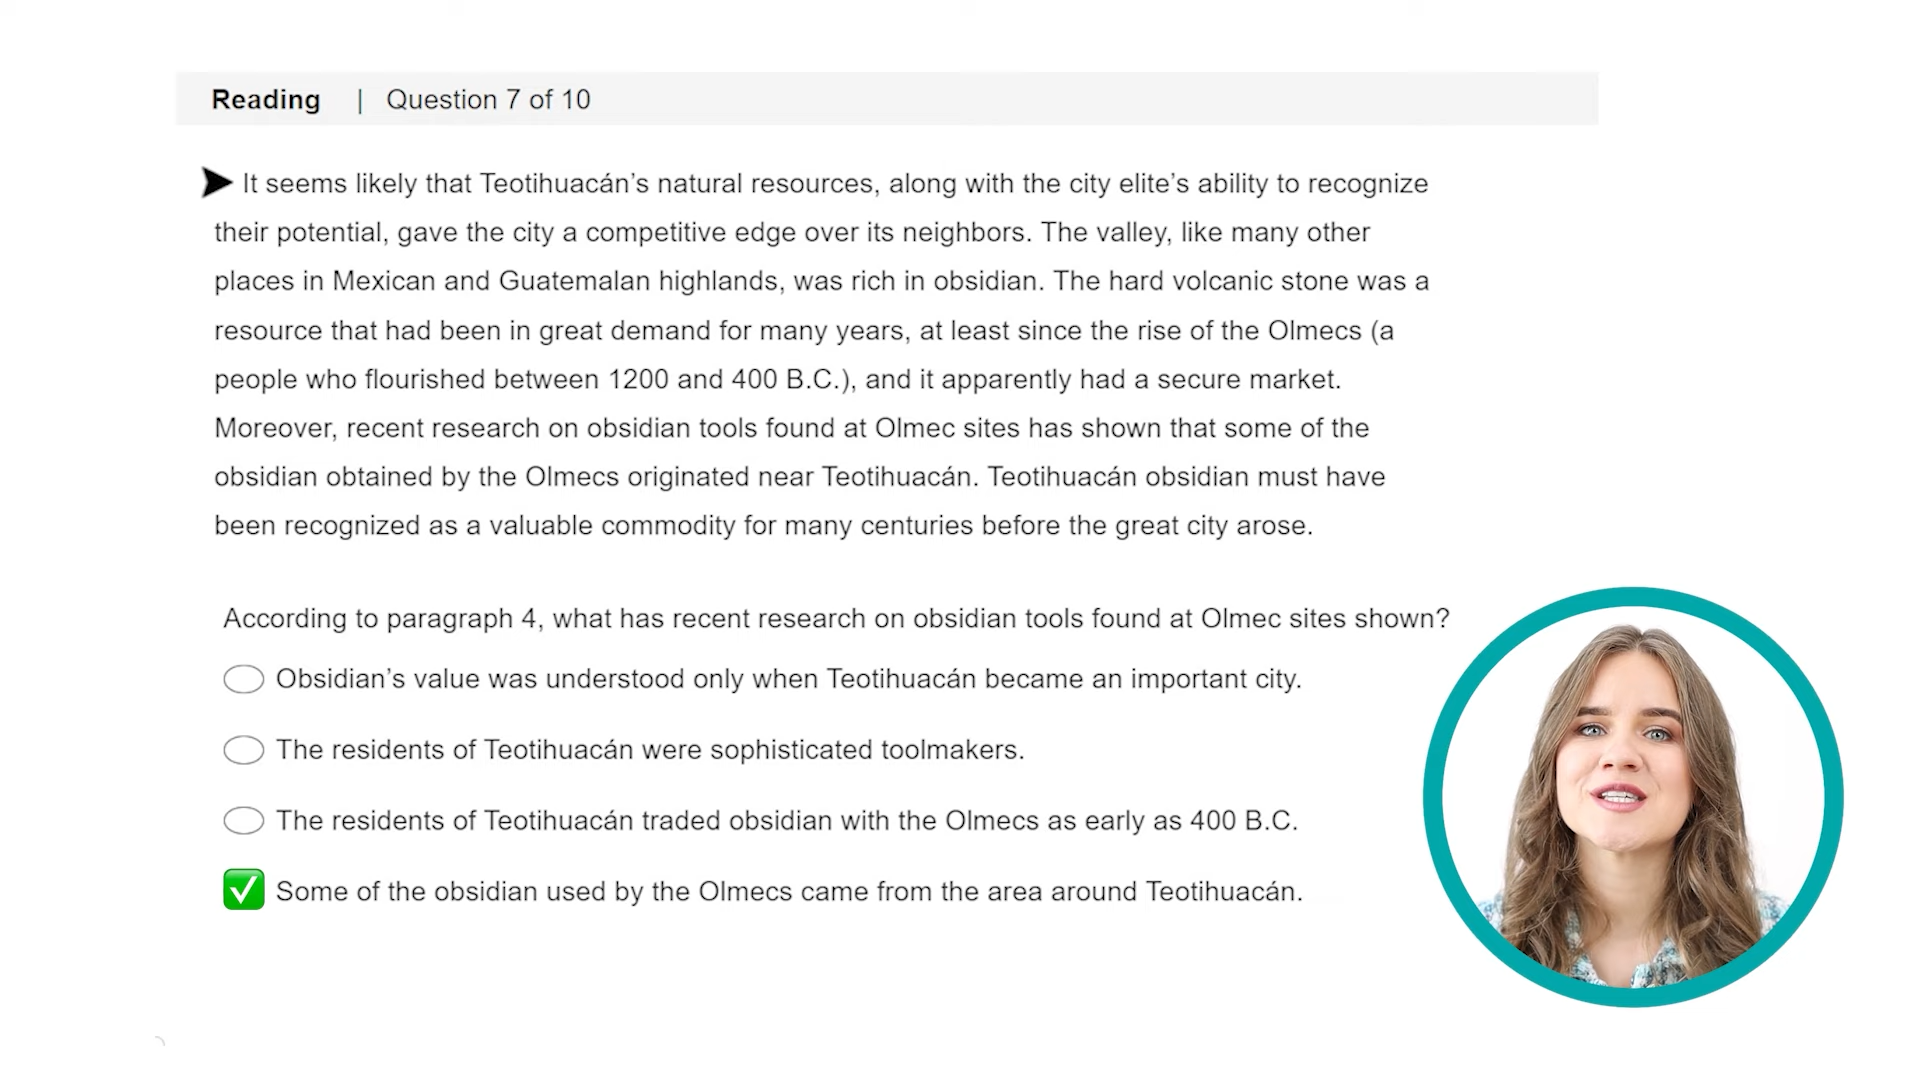 Reading | Question 7 of 10
It seems likely that Teotihuacán’s natural resources, along with the city elite’s ability to recognize
their potential, gave the city a competitive edge over its neighbors. The valley, like many other
places in Mexican and Guatemalan highlands, was rich in obsidian. The hard volcanic stone was a
resource that had been in great demand for many years, at least since the rise of the Olmecs (a
people who flourished between 1200 and 400 B.C.), and it apparently had a secure market.
Moreover, recent research on obsidian tools found at Olmec sites has shown that some of the
obsidian obtained by the Olmecs originated near Teotihuacán. Teotihuacán obsidian must have
been recognized as a valuable commodity for many centuries before the great city arose.
According to paragraph 4, what has recent research on obsidian tools found at Olmec sites shown?
Obsidian’s value was understood only when Teotihuacán became an important city.
The residents of Teotihuacán were sophisticated toolmakers.
The residents of Teotihuacán traded obsidian with the Olmecs as early as 400 B.C.
Some of the obsidian used by the Olmecs came from the area around Teotihuacán.